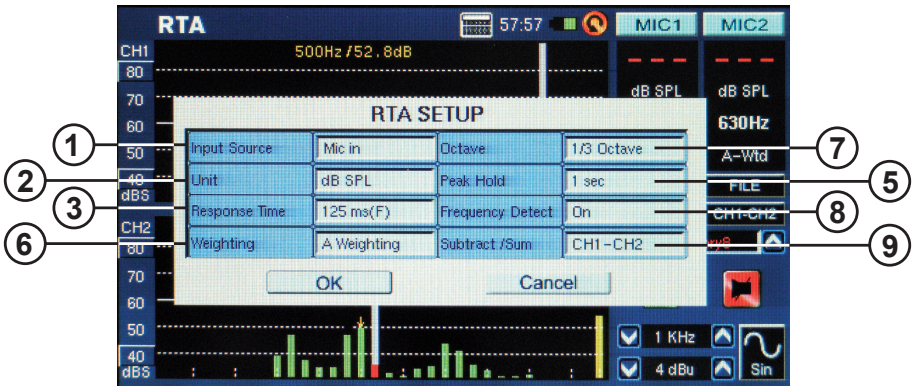 RTA 57:57 MIC1 MIC2
CH1 500Hz/52.8dB
80
70 dB SPL dB SPL
RTA SETUP
60 630Hz
1 Input Source Mic in Octave 1/3 Octave 7
50 A-Wtd
2 Unit dB SPL Peak Hold 1 sec 5
40 FILE
dBS
3 Response Time 125 ms(F) Frequency Detect On 8
CH1-CH2
CH2
6 Weighting A Weighting Subtract /Sum CH1-CH2 9
80
70 OK Cancel
60
50 1 KHz
40
dBS 4 dBu Sin